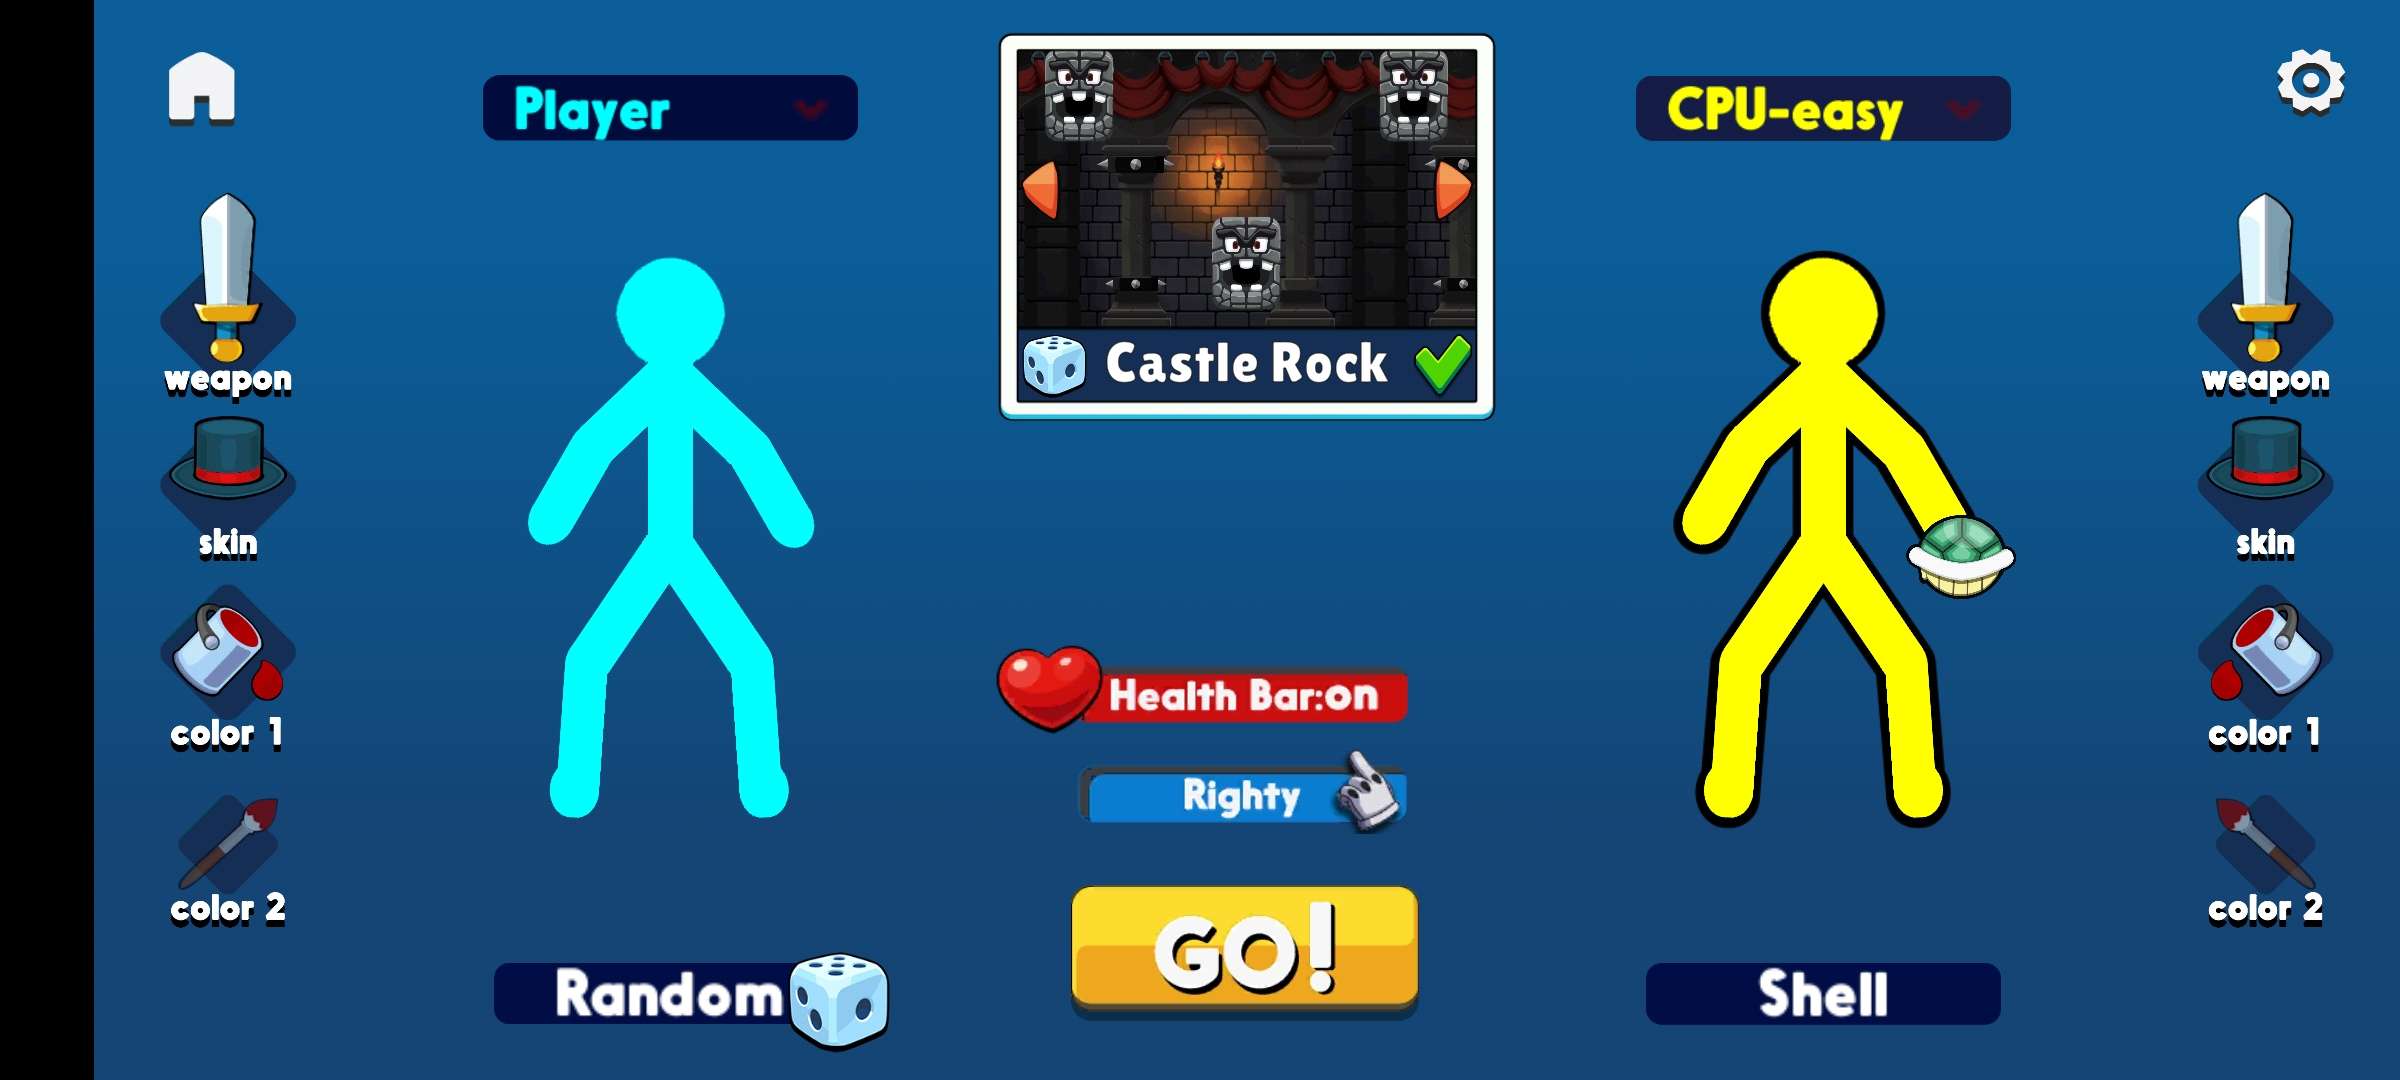 Player
CPU-easy
Castle Rock
weapon
skin
color 1
color 2
Health Bar:on
Righty
GO!
Random
weapon
skin
color 1
color 2
Shell